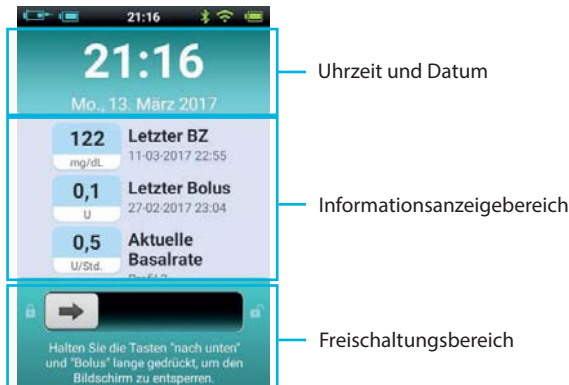 21:16
21:16
Mo., 13. März 2017
Uhrzeit und Datum
122
mg/dL
Letzter BZ
11-03-2017 22:55
0,1
U
Letzter Bolus
27-02-2017 23:04
Informationsanzeigebereich
0,5
U/Std.
Aktuelle
Basalrate
Freischaltungsbereich
Halten Sie die Tasten "nach unten"
und "Bolus" lange gedrückt, um den
Bildschirm zu entsperren.